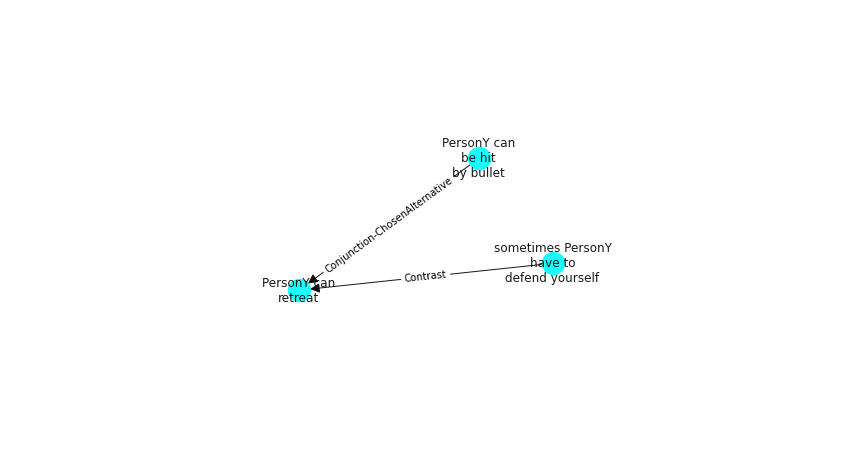 PersonY can
be hit
by bullet
Conjunction-ChosenAlternative
sometimes PersonY
have to
defend yourself
Contrast
PersonY can
retreat